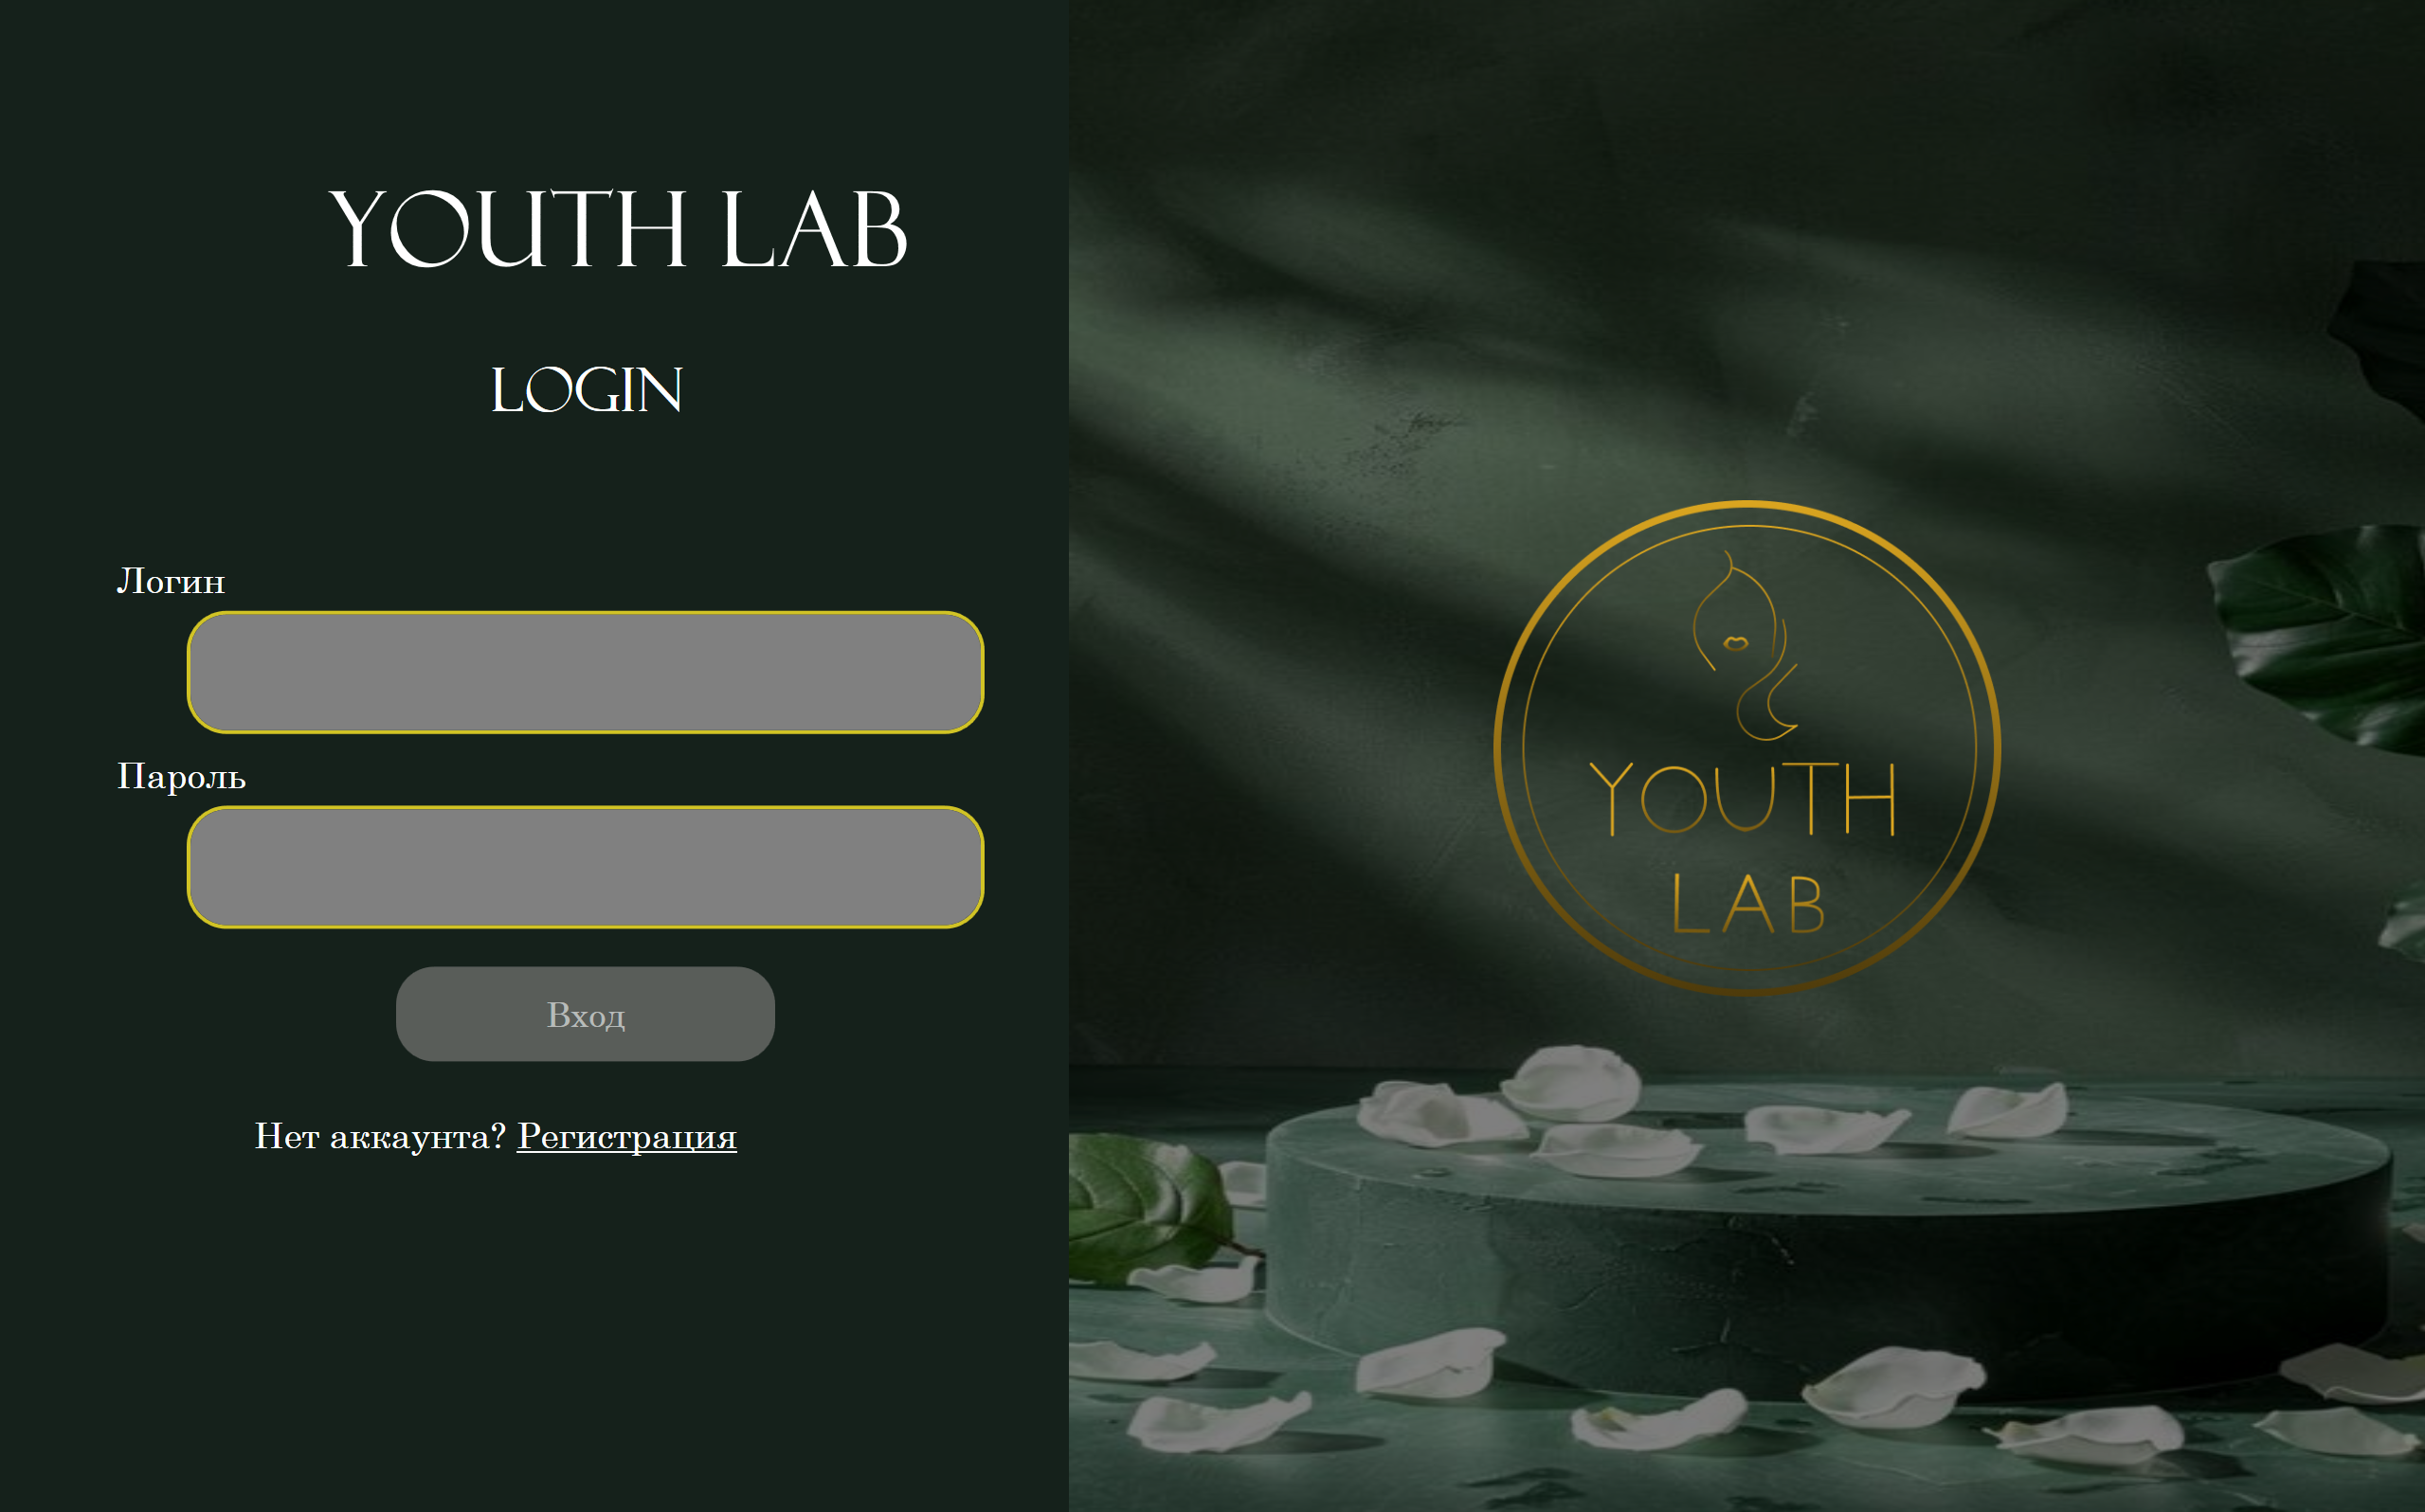 YOUTH LAB
LOGIN
Логин
Пароль
Вход
Нет аккаунта? Регистрация
YOUTH
LAB